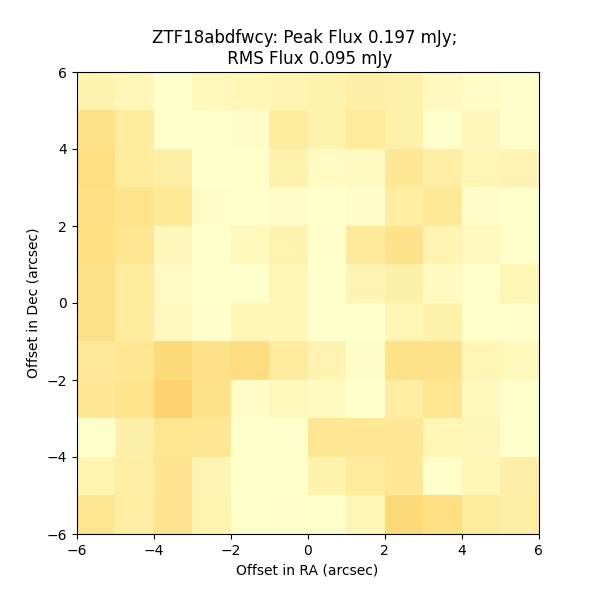 ZTF18abdfwcy: Peak Flux 0.197 mJy;
RMS Flux 0.095 mJy
6
4
2
0
−2
−4
−6
Offset in Dec (arcsec)
−6 −4 −2 0 2 4 6
Offset in RA (arcsec)